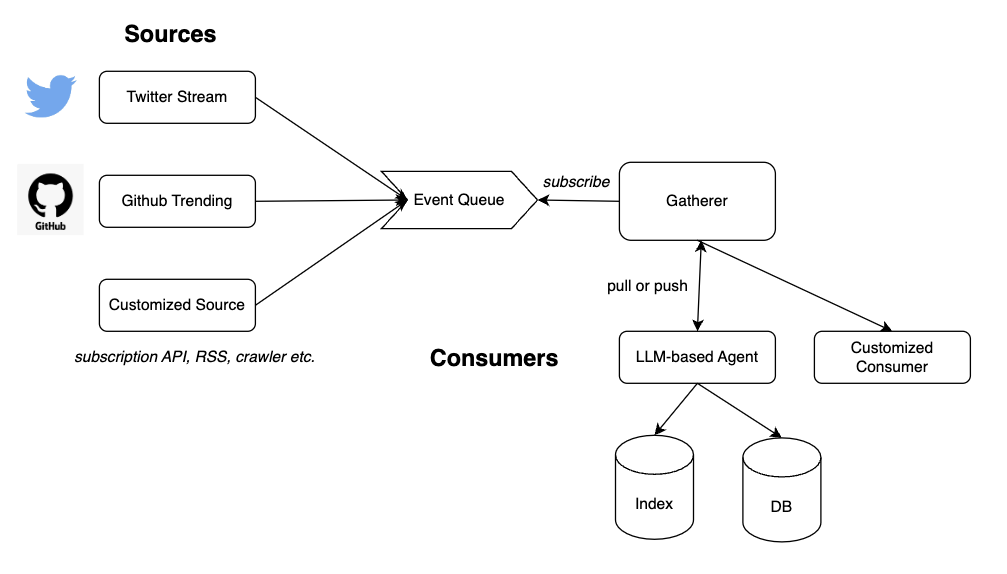 Sources
Twitter Stream
Github Trending
GitHub
Customized Source
subscription API, RSS, crawler etc.
Event Queue
subscribe
Gatherer
pull or push
Consumers
LLM-based Agent
Customized
Consumer
Index
DB